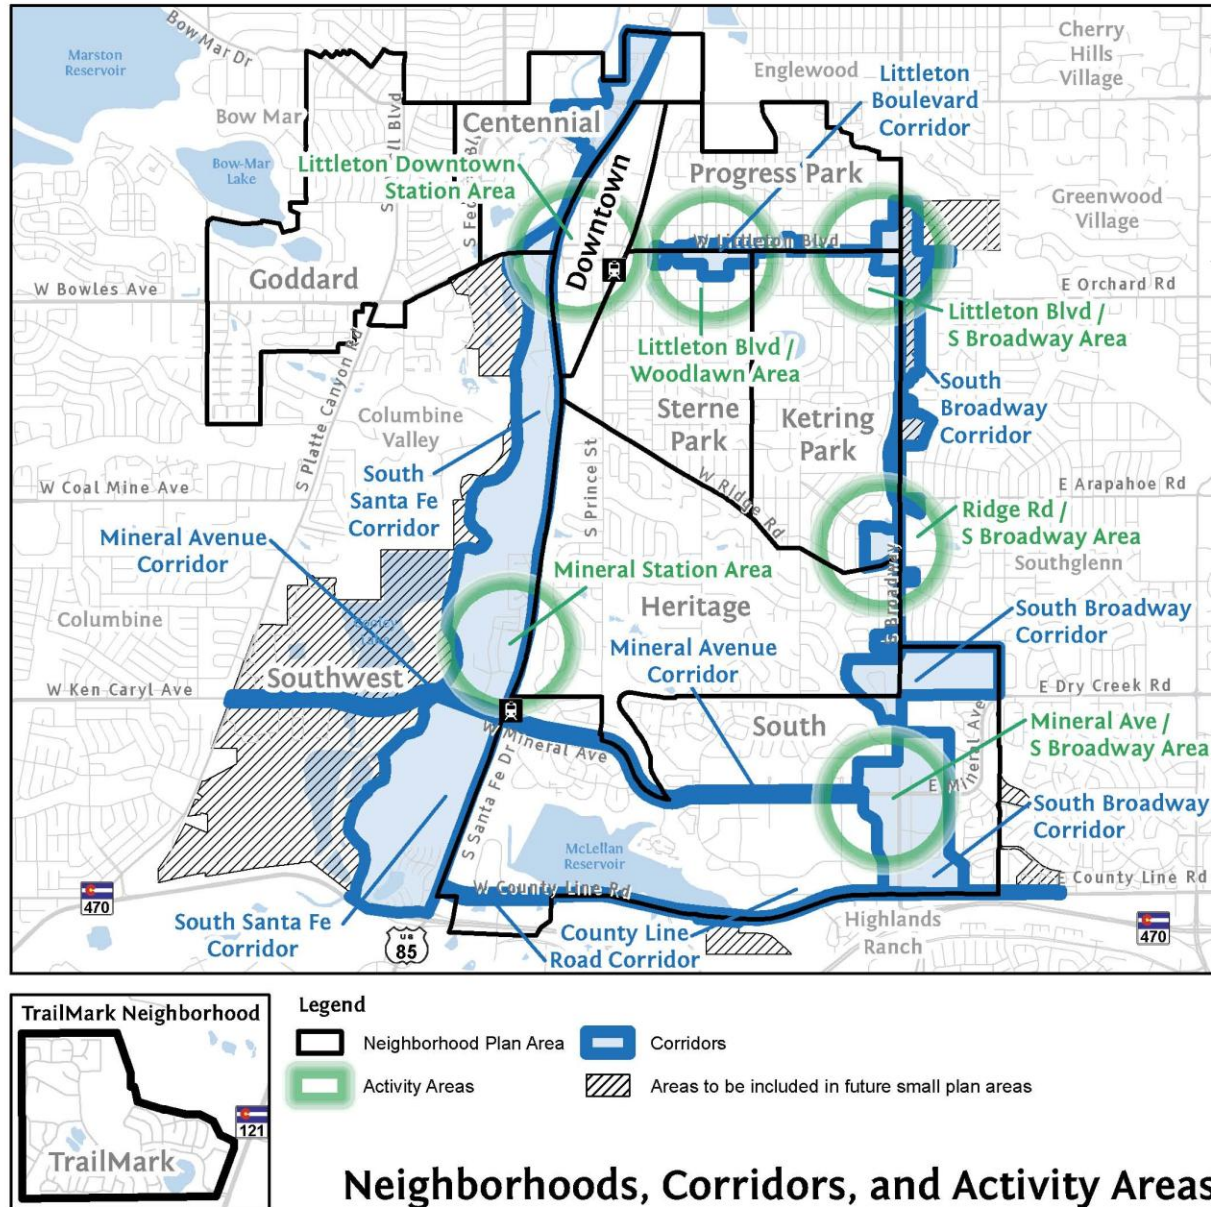 Bow Mar Dr
Marston
Reservoir
Bow Mar
Bow-Mar
Lake
Centennial
Englewood
Cherry
Hills
Village
Littleton
Boulevard
Corridor
Littleton Downtown
Station Area
Downtown
Progress Park
Greenwood
Village
W Littleton Blvd
Goddard
W Bowles Ave
E Orchard Rd
Littleton Blvd /
S Broadway Area
Littleton Blvd /
Woodlawn Area
S Platte Canyon Rd
Columbine
Valley
Sterne
Park
Ketring
Park
South
Broadway
Corridor
South
Santa Fe
Corridor
S Prince St
W Ridge Rd
W Coal Mine Ave
E Arapahoe Rd
Mineral Avenue
Corridor
Ridge Rd /
S Broadway Area
Southglenn
Mineral Station Area
S Broadway
Columbine
Heritage
South Broadway
Corridor
Mineral Avenue
Corridor
Southwest
W Ken Caryl Ave
E Dry Creek Rd
South
W Mineral Ave
E Mineral Ave
Mineral Ave /
S Broadway Area
S Santa Fe Dr
McLellan
Reservoir
South Broadway
Corridor
W County Line Rd
E County Line Rd
470
South Santa Fe
Corridor
US
85
County Line
Road Corridor
Highlands
Ranch
470
TrailMark Neighborhood
121
TrailMark
Legend
Neighborhood Plan Area
Corridors
Activity Areas
Areas to be included in future small plan areas
Neighborhoods, Corridors, and Activity Areas